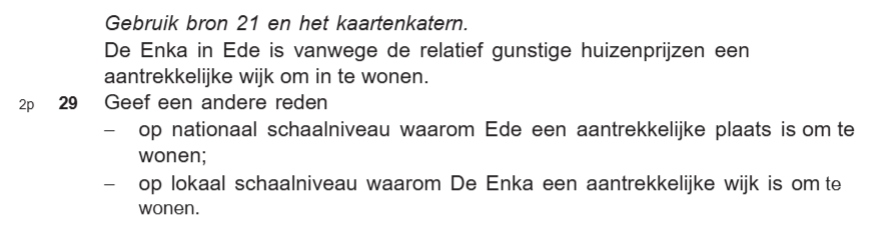 Gebruik bron 21 en het kaartenkatern.
De Enka in Ede is vanwege de relatief gunstige huizenprijzen een
aantrekkelijke wijk om in te wonen.
2p 29 Geef een andere reden
− op nationaal schaalniveau waarom Ede een aantrekkelijke plaats is om te
wonen;
− op lokaal schaalniveau waarom De Enka een aantrekkelijke wijk is om te
wonen.